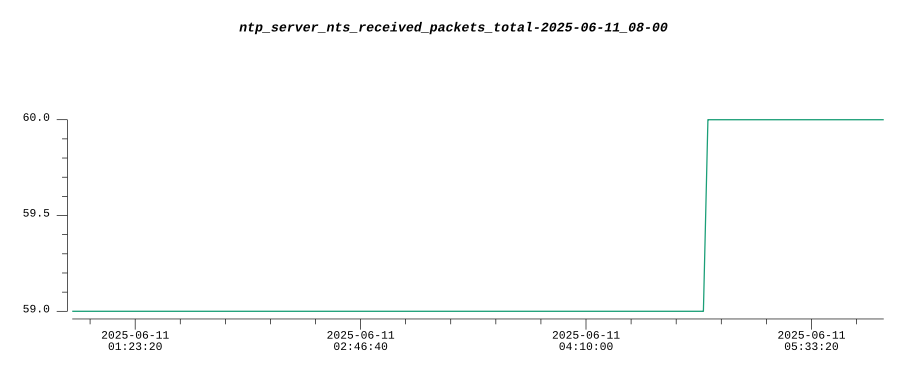 ntp_server_nts_received_packets_total-2025-06-11_08-00
60.0
59.5
59.0
2025-06-11 2025-06-11 2025-06-11 2025-06-11
01:23:20 02:46:40 04:10:00 05:33:20